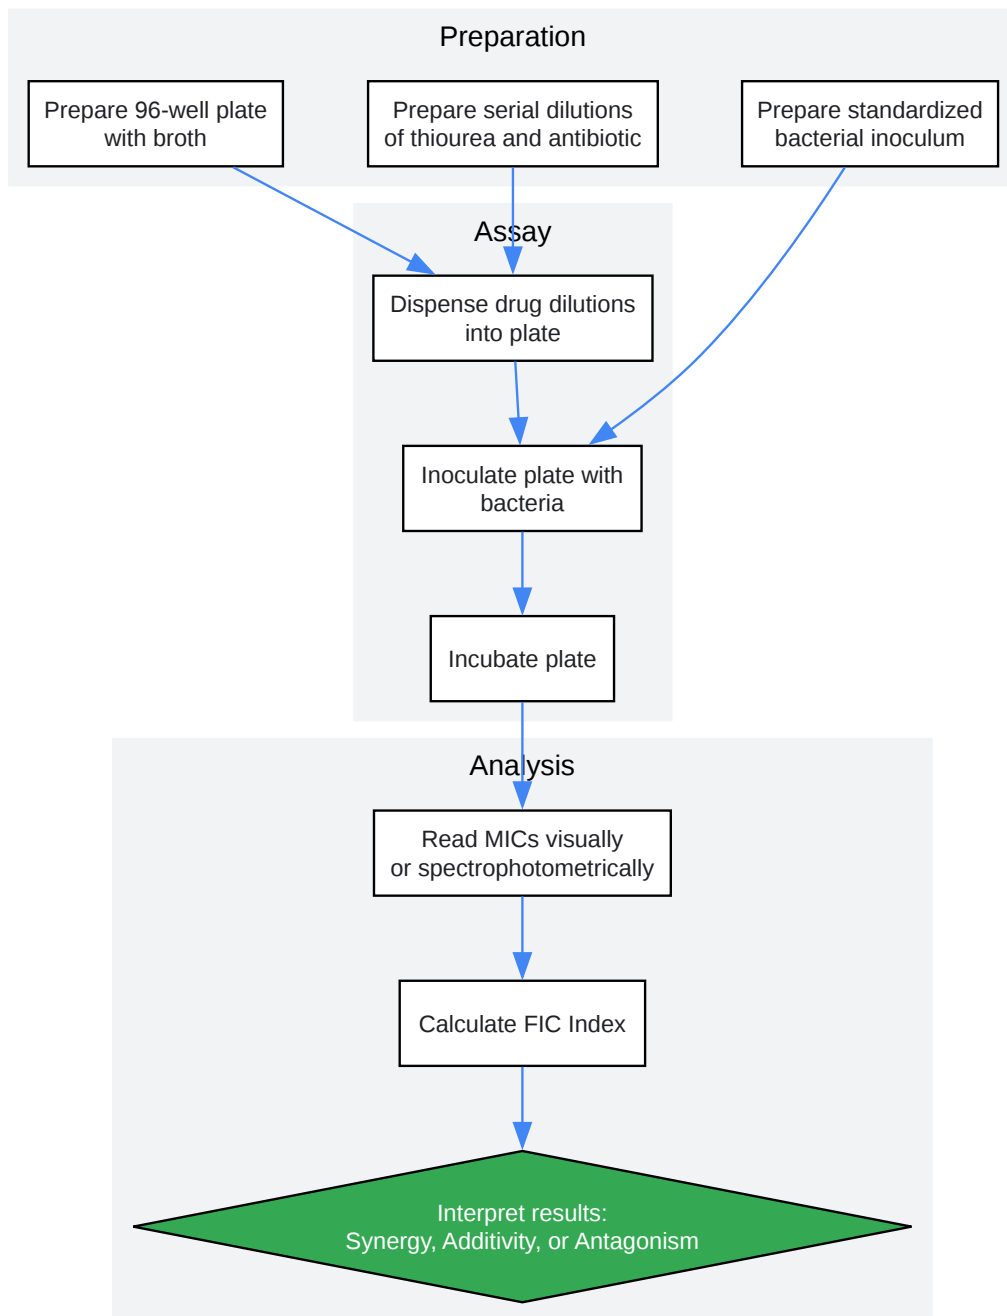 Preparation
Prepare 96-well plate
with broth
Prepare serial dilutions
of thiourea and antibiotic
Prepare standardized
bacterial inoculum
Assay
Dispense drug dilutions
into plate
Inoculate plate with
bacteria
Incubate plate
Analysis
Read MICs visually
or spectrophotometrically
Calculate FIC Index
Interpret results:
Synergy, Additivity, or Antagonism